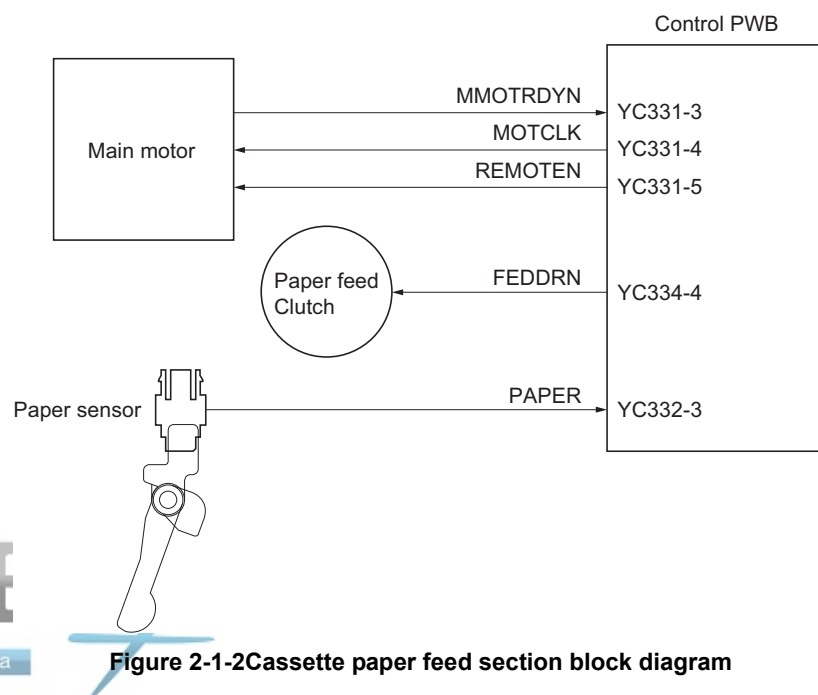 Control PWB
MMOTRDYN
YC331-3
Main motor
MOTCLK
YC331-4
REMOTEN
YC331-5
Paper feed
Clutch
FEDDRN
YC334-4
Paper sensor
PAPER
YC332-3
a
Figure 2-1-2Cassette paper feed section block diagram